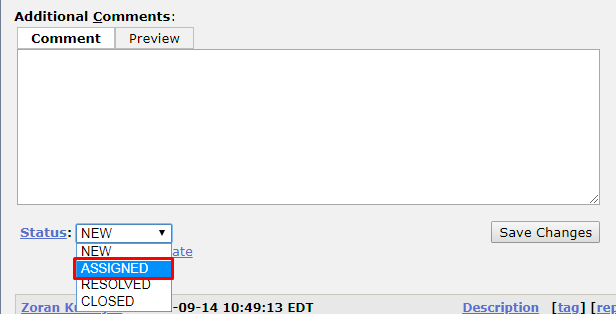 Additional Comments:
Comment Preview
Status: NEW Save Changes
NEW
ASSIGNED
RESOLVED
CLOSED
Zoran -09-14 10:49:13 EDT Description [tag]